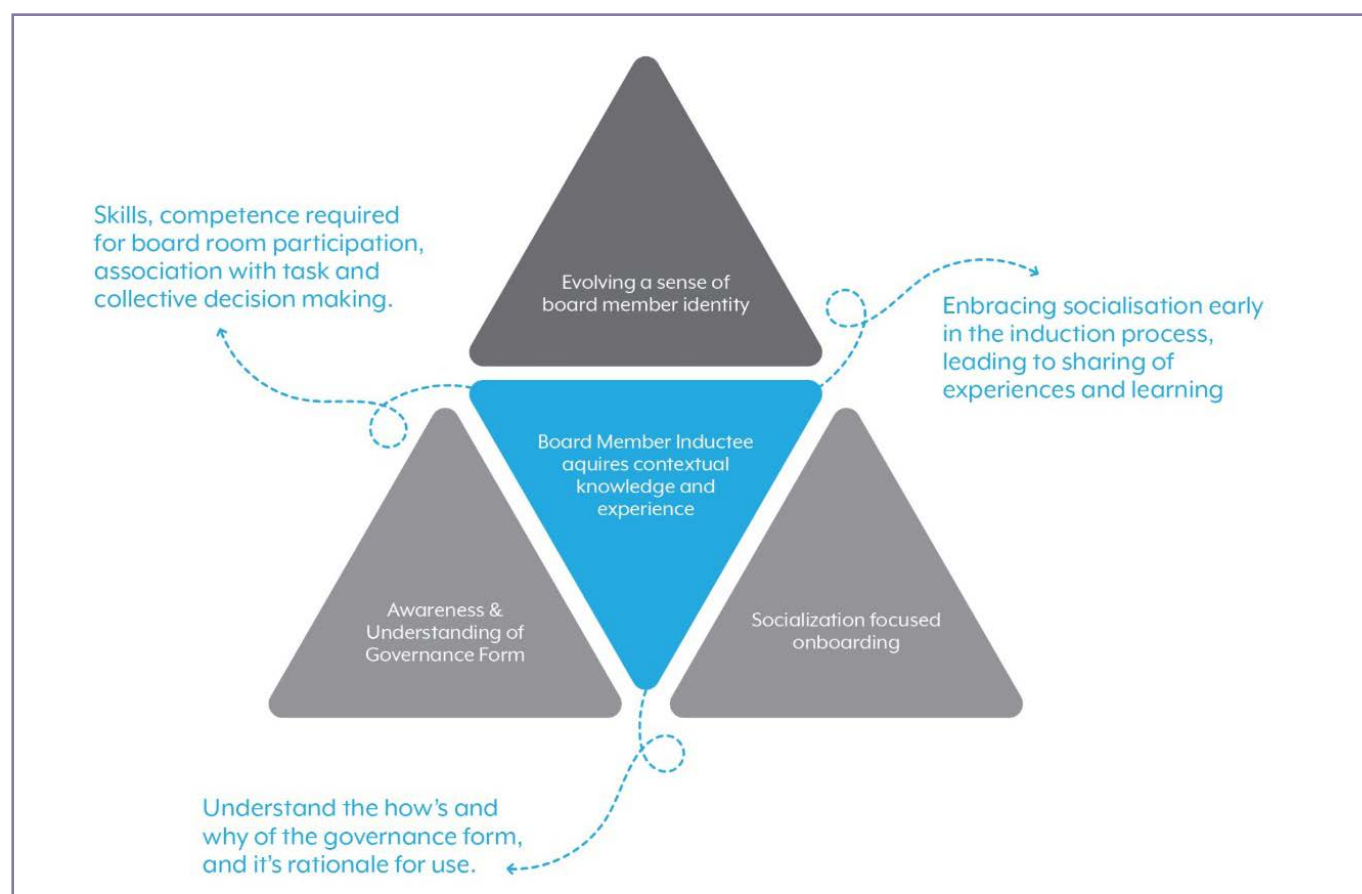 Evolving a sense of
board member identity
Skills, competence required
for board room participation,
association with task and
collective decision making.
Enbracing socialisation early
in the induction process,
leading to sharing of
experiences and learning
Board Member Inductee
aquires contextual
knowledge and
experience
Awareness &
Understanding of
Governance Form
Socialization focused
onboarding
Understand the how's and
why of the governance form,
and it's rationale for use.